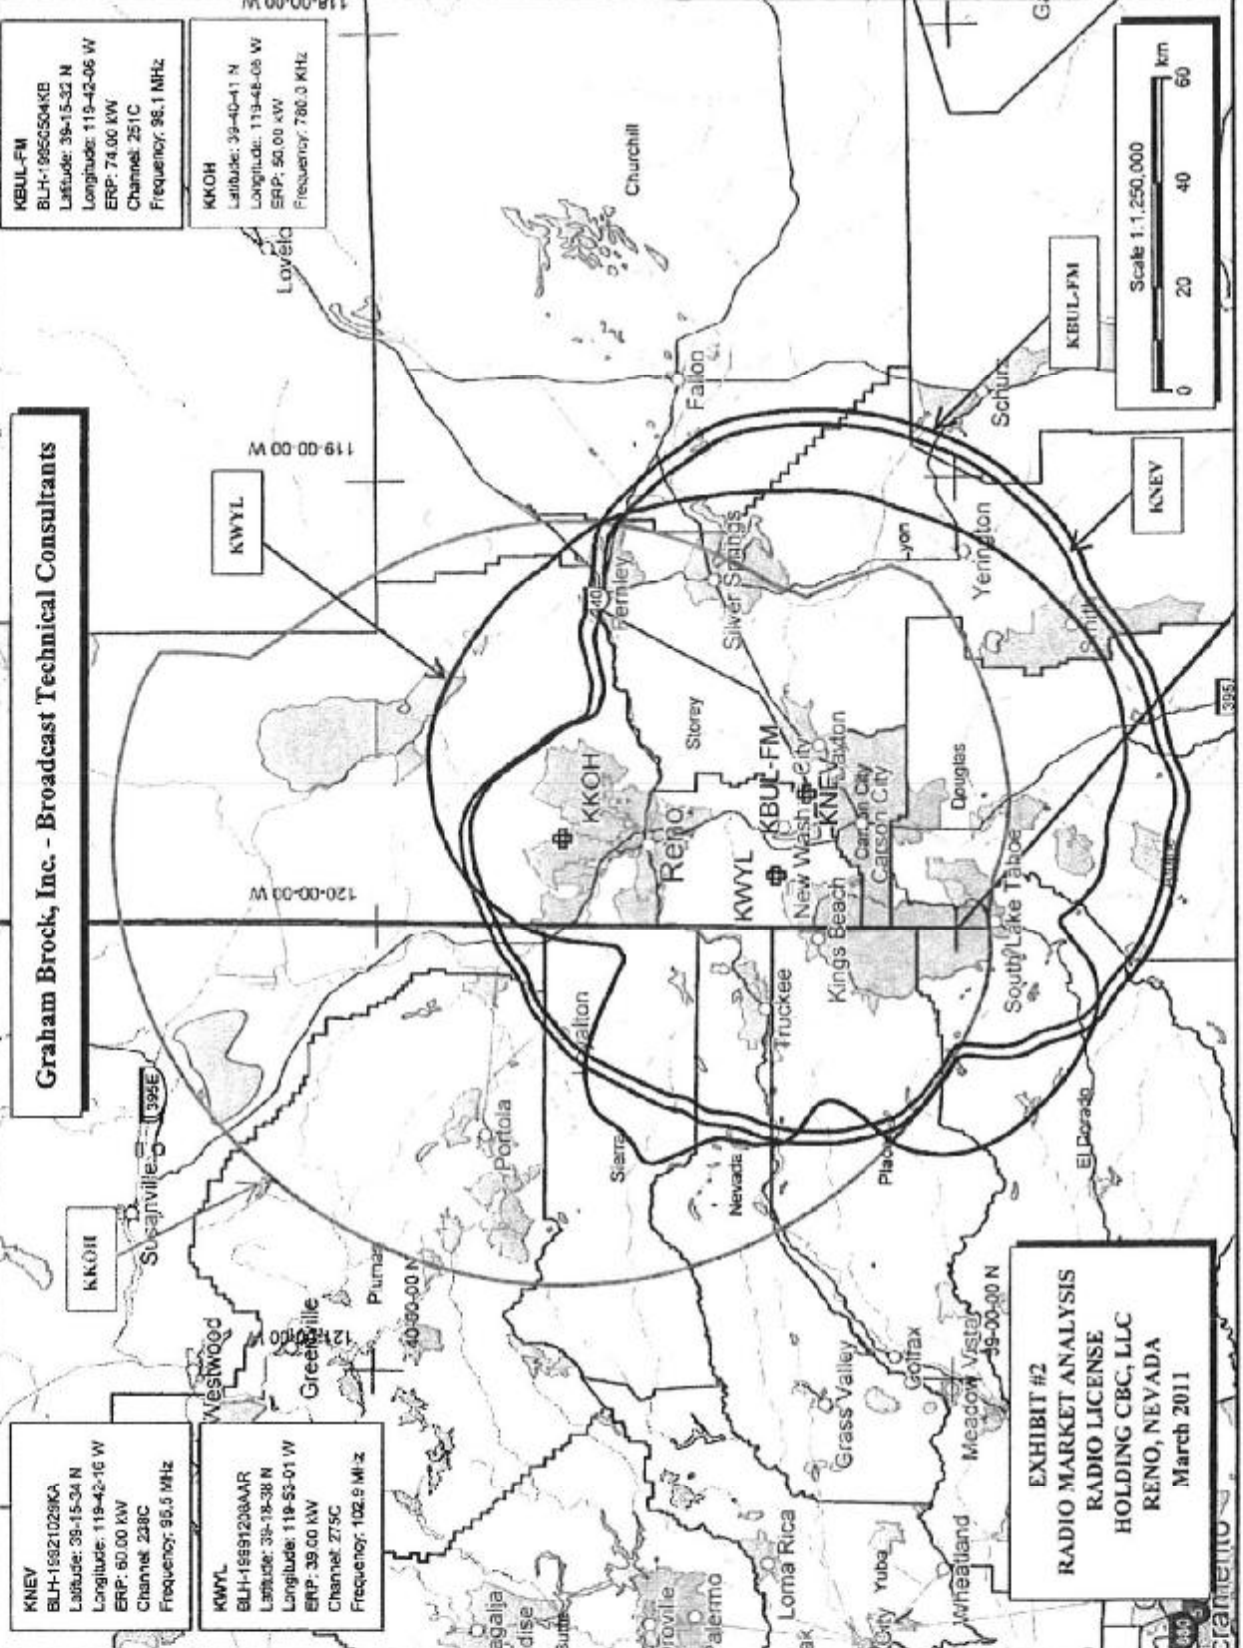 Graham Brock, Inc. - Broadcast Technical Consultants
KNEV
Latitude: 39-15-34 N
Longitude: 119-42-16 W
ERP: 60.00 kW
Channel: 238C
Frequency: 95.5 MHz
KWYL
BLH-19991208AAR
Latitude: 39-18-38 N
Longitude: 119-53-01 W
ERP: 39.00 kW
Channel: 275C
Frequency: 102.9 MHz
KBUL-FM
Latitude: 39-15-32 N
Longitude: 119-42-06 W
ERP: 74.00 kW
Channel: 251C
Frequency: 98.1 MHz
KKOH
Latitude: 39-40-41 N
Longitude: 119-48-06 W
ERP: 50.00 kW
Frequency: 780.0 KHz
KKOH
KWYL
KNEV
KBUL-FM
118-00-00 W
119-00-00 W
120-00-00 W
121-00-00 W
40-00-00 N
39-00-00 N
Susanville
395E
Westwood
Greenville
Plumas
Portola
Sierra
Nevada
Placer
El Dorado
Truckee
Kings Beach
South Lake Tahoe
Grass Valley
Colfax
Meadow Vista
Loma Rica
Yuba
Wheatland
Palermo
KKOH
Reno
KWYL
KBUL-FM
KNEV
New Wash City
Dayton
Carson City
Carson City
Storey
Douglas
Fernley
Silver Springs
Lyon
Yerington
Smith
Schurz
Fallon
Churchill
395
Scale 1:1,250,000
0 20 40 60
km
EXHIBIT #2
RADIO MARKET ANALYSIS
RADIO LICENSE
HOLDING CBC, LLC
RENO, NEVADA
March 2011